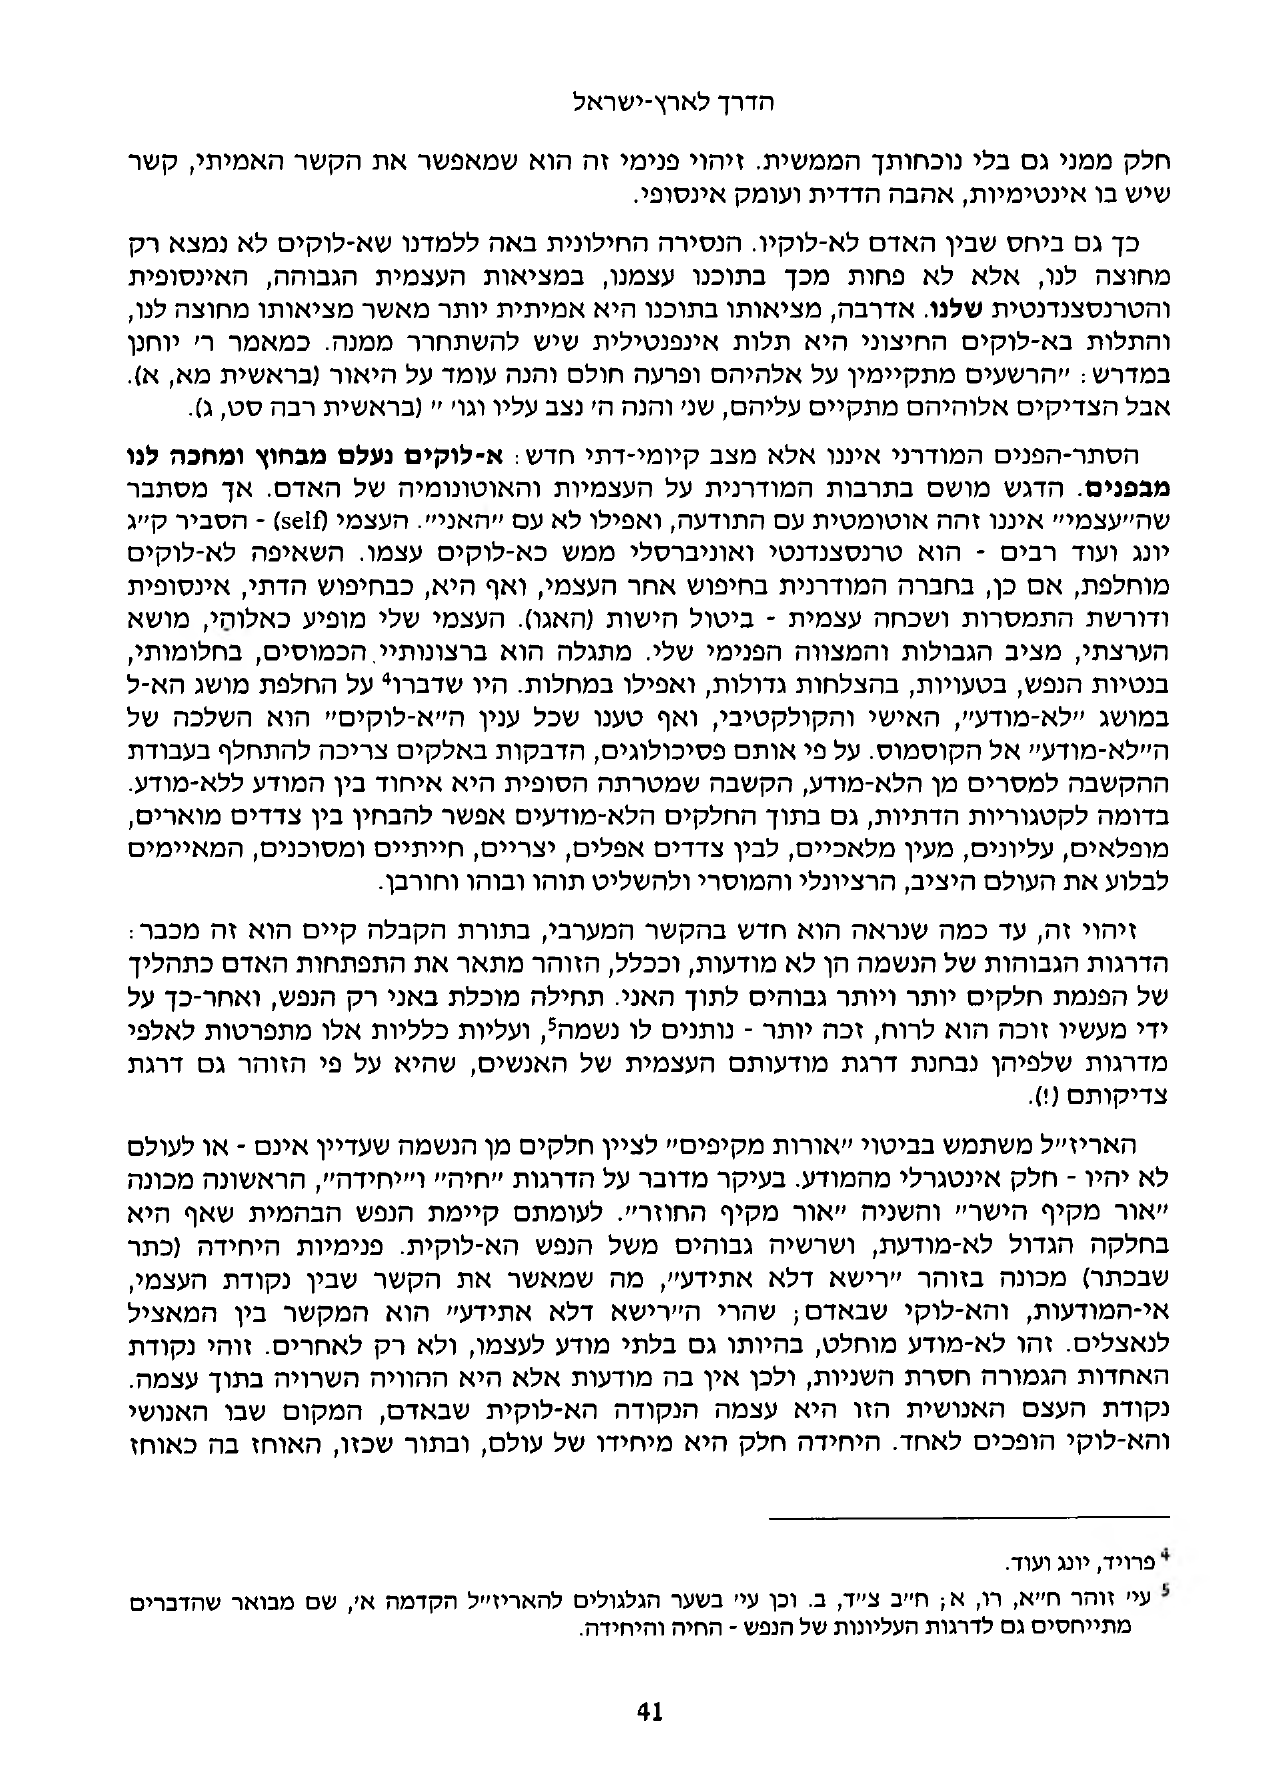 הדרך לארץ-ישראל
חלק ממני גם בלי נוכחותך הממשית. זיהוי פנימי זה הוא שמאפשר את הקשר האמיתי, קשר
שיש בו אינטימיות, אהבה הדדית ועומק אינסופי.
כך גם ביחס שבין האדם לא-לוקיו. הנסירה החילונית באה ללמדנו שא-לוקים לא נמצא רק
מחוצה לנו, אלא לא פחות מכך בתוכנו עצמנו, במציאות העצמית הגבוהה, האינסופית
והטרנסצנדנטית שלנו. אדרבה, מציאותו בתוכנו היא אמיתית יותר מאשר מציאותו מחוצה לנו,
והתלות בא-לוקים החיצוני היא תלות אינפנטילית שיש להשתחרר ממנה. כמאמר ר' יוחנן
במדרש: "הרשעים מתקיימין על אלהיהם ופרעה חולם והנה עומד על היאור (בראשית מא, א).
אבל הצדיקים אלוהיהם מתקיים עליהם, שנ' והנה ה' נצב עליו וגו' " (בראשית רבה סט, ג).
הסתר-הפנים המודרני איננו אלא מצב קיומי-דתי חדש: א-לוקים נעלם מבחוץ ומחכה לנו
מבפנים. הדגש מושם בתרבות המודרנית על העצמיות והאוטונומיה של האדם. אך מסתבר
שה"עצמי" איננו זהה אוטומטית עם התודעה, ואפילו לא עם "האני". העצמי (self) - הסביר ק"ג
יונג ועוד רבים - הוא טרנסצנדנטי ואוניברסלי ממש כא-לוקים עצמו. השאיפה לא-לוקים
מוחלפת, אם כן, בחברה המודרנית בחיפוש אחר העצמי, ואף היא, כבחיפוש הדתי, אינסופית
ודורשת התמסרות ושכחה עצמית - ביטול הישות (האגו). העצמי שלי מופיע כאלוהי, מושא
הערצתי, מציב הגבולות והמצווה הפנימי שלי. מתגלה הוא ברצונותיי הכמוסים, בחלומותי,
בנטיות הנפש, בטעויות, בהצלחות גדולות, ואפילו במחלות. היו שדברו4 על החלפת מושג הא-ל
במושג "לא-מודע", האישי והקולקטיבי, ואף טענו שכל ענין ה"א-לוקים" הוא השלכה של
ה"לא-מודע" אל הקוסמוס. על פי אותם פסיכולוגים, הדבקות באלקים צריכה להתחלף בעבודת
ההקשבה למסרים מן הלא-מודע, הקשבה שמטרתה הסופית היא איחוד בין המודע ללא-מודע.
בדומה לקטגוריות הדתיות, גם בתוך החלקים הלא-מודעים אפשר להבחין בין צדדים מוארים,
מופלאים, עליונים, מעין מלאכיים, לבין צדדים אפלים, יצריים, חייתיים ומסוכנים, המאיימים
לבלוע את העולם היציב, הרציונלי והמוסרי ולהשליט תוהו ובוהו וחורבן.
זיהוי זה, עד כמה שנראה הוא חדש בהקשר המערבי, בתורת הקבלה קיים הוא זה מכבר:
הדרגות הגבוהות של הנשמה הן לא מודעות, וככלל, הזוהר מתאר את התפתחות האדם כתהליך
של הפנמת חלקים יותר ויותר גבוהים לתוך האני. תחילה מוכלת באני רק הנפש, ואחר-כך על
ידי מעשיו זוכה הוא לרוח, זכה יותר - נותנים לו נשמה5, ועליות כלליות אלו מתפרטות לאלפי
מדרגות שלפיהן נבחנת דרגת מודעותם העצמית של האנשים, שהיא על פי הזוהר גם דרגת
צדיקותם (!).
האריז"ל משתמש בביטוי "אורות מקיפים" לציין חלקים מן הנשמה שעדיין אינם - או לעולם
לא יהיו - חלק אינטגרלי מהמודע. בעיקר מדובר על הדרגות "חיה" ו"יחידה", הראשונה מכונה
"אור מקיף הישר" והשניה "אור מקיף החוזר". לעומתם קיימת הנפש הבהמית שאף היא
בחלקה הגדול לא-מודעת, ושרשיה גבוהים משל הנפש הא-לוקית. פנימיות היחידה (כתר
שבכתר) מכונה בזוהר "רישא דלא אתידע", מה שמאשר את הקשר שבין נקודת העצמי,
אי-המודעות, והא-לוקי שבאדם; שהרי ה"רישא דלא אתידע" הוא המקשר בין המאציל
לנאצלים. זהו לא-מודע מוחלט, בהיותו גם בלתי מודע לעצמו, ולא רק לאחרים. זוהי נקודת
האחדות הגמורה חסרת השניות, ולכן אין בה מודעות אלא היא ההוויה השרויה בתוך עצמה.
נקודת העצם האנושית הזו היא עצמה הנקודה הא-לוקית שבאדם, המקום שבו האנושי
והא-לוקי הופכים לאחד. היחידה חלק היא מיחידו של עולם, ובתור שכזו, האוחז בה כאוחז
4 פרויד, יונג ועוד.
5 עי' זוהר ח"א, רו, א; ח"ב צ"ד, ב. וכן עי' בשער הגלגולים להאריז"ל הקדמה א', שם מבואר שהדברים
מתייחסים גם לדרגות העליונות של הנפש - החיה והיחידה.
41